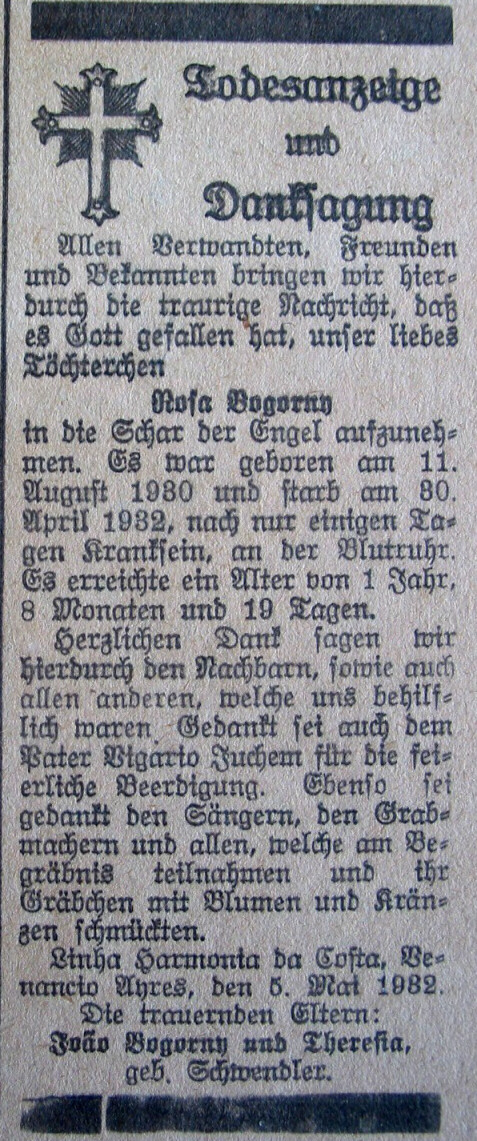 Todesanzeige
und
Danksagung
Allen Verwandten, Freunden
und Bekannten bringen wir hier-
durch die traurige Nachricht, daß
es Gott gefallen hat, unser liebes
Töchterchen
Rosa Bogorny
in die Schar der Engel aufzuneh-
men. Es war geboren am 11.
August 1930 und starb am 30.
April 1932, nach nur einigen Ta-
gen Kranksein, an der Blutruhr.
Es erreichte ein Alter von 1 Jahr,
8 Monaten und 19 Tagen.
Herzlichen Dank sagen wir
hierdurch den Nachbarn, sowie auch
allen anderen, welche uns behilf-
lich waren. Gedankt sei auch dem
Pater Vigario Juchem für die fei-
erliche Beerdigung. Ebenso sei
gedankt den Sängern, den Grab-
machern und allen, welche am Be-
gräbnis teilnahmen und ihr
Gräbchen mit Blumen und Krän-
zen schmückten.
Linha Harmonia da Costa, Ve-
nancio Ayres, den 5. Mai 1932.
Die trauernden Eltern:
João Bogorny und Theresia,
geb. Schwendler.